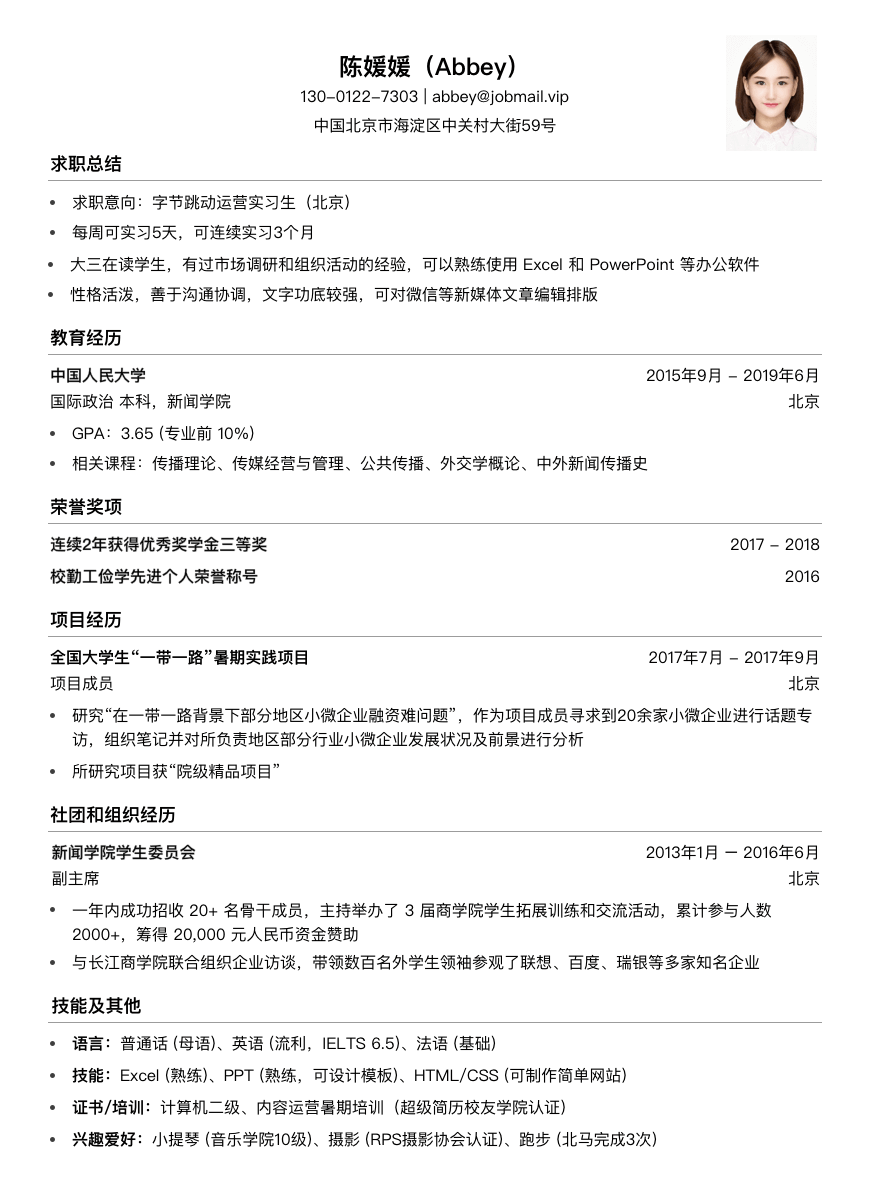 陈媛媛（Abbey）
130-0122-7303 | abbey@jobmail.vip
中国北京市海淀区中关村大街59号
求职总结
• 求职意向：字节跳动运营实习生（北京）
• 每周可实习5天，可连续实习3个月
• 大三在读学生，有过市场调研和组织活动的经验，可以熟练使用 Excel 和 PowerPoint 等办公软件
• 性格活泼，善于沟通协调，文字功底较强，可对微信等新媒体文章编辑排版
教育经历
中国人民大学 2015年9月 - 2019年6月
国际政治 本科，新闻学院 北京
• GPA：3.65 (专业前 10%)
• 相关课程：传播理论、传媒经营与管理、公共传播、外交学概论、中外新闻传播史
荣誉奖项
连续2年获得优秀奖学金三等奖 2017 - 2018
校勤工俭学先进个人荣誉称号 2016
项目经历
全国大学生“一带一路”暑期实践项目 2017年7月 - 2017年9月
项目成员 北京
• 研究“在一带一路背景下部分地区小微企业融资难问题”，作为项目成员寻求到20余家小微企业进行话题专
访，组织笔记并对所负责地区部分行业小微企业发展状况及前景进行分析
• 所研究项目获“院级精品项目”
社团和组织经历
新闻学院学生委员会 2013年1月 — 2016年6月
副主席 北京
• 一年内成功招收 20+ 名骨干成员，主持举办了 3 届商学院学生拓展训练和交流活动，累计参与人数
2000+，筹得 20,000 元人民币资金赞助
• 与长江商学院联合组织企业访谈，带领数百名外学生领袖参观了联想、百度、瑞银等多家知名企业
技能及其他
• 语言：普通话 (母语)、英语 (流利，IELTS 6.5)、法语 (基础)
• 技能：Excel (熟练)、PPT (熟练，可设计模板)、HTML/CSS (可制作简单网站)
• 证书/培训：计算机二级、内容运营暑期培训（超级简历校友学院认证）
• 兴趣爱好：小提琴 (音乐学院10级)、摄影 (RPS摄影协会认证)、跑步 (北马完成3次)